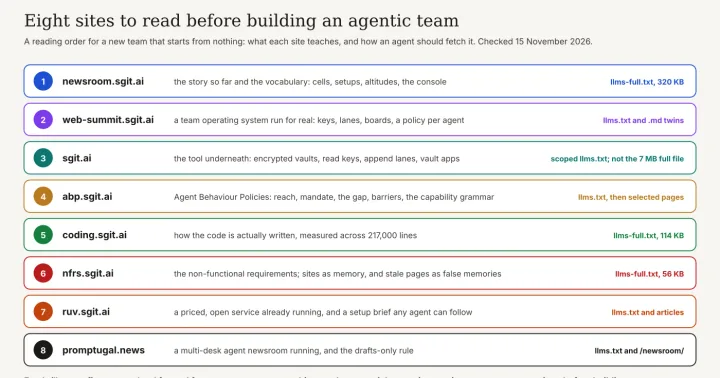 Eight sites to read before building an agentic team
A reading order for a new team that starts from nothing: what each site teaches, and how an agent should fetch it. Checked 15 November 2026.
1 newsroom.sgit.ai the story so far and the vocabulary: cells, setups, altitudes, the console llms-full.txt, 320 KB
2 web-summit.sgit.ai a team operating system run for real: keys, lanes, boards, a policy per agent llms.txt and .md twins
3 sgit.ai the tool underneath: encrypted vaults, read keys, append lanes, vault apps scoped llms.txt; not the 7 MB full file
4 abp.sgit.ai Agent Behaviour Policies: reach, mandate, the gap, barriers, the capability grammar llms.txt, then selected pages
5 coding.sgit.ai how the code is actually written, measured across 217,000 lines llms-full.txt, 114 KB
6 nfrs.sgit.ai the non-functional requirements; sites as memory, and stale pages as false memories llms-full.txt, 56 KB
7 ruv.sgit.ai a priced, open service already running, and a setup brief any agent can follow llms.txt and articles
8 promptugal.news a multi-desk agent newsroom running, and the drafts-only rule llms.txt and /newsroom/